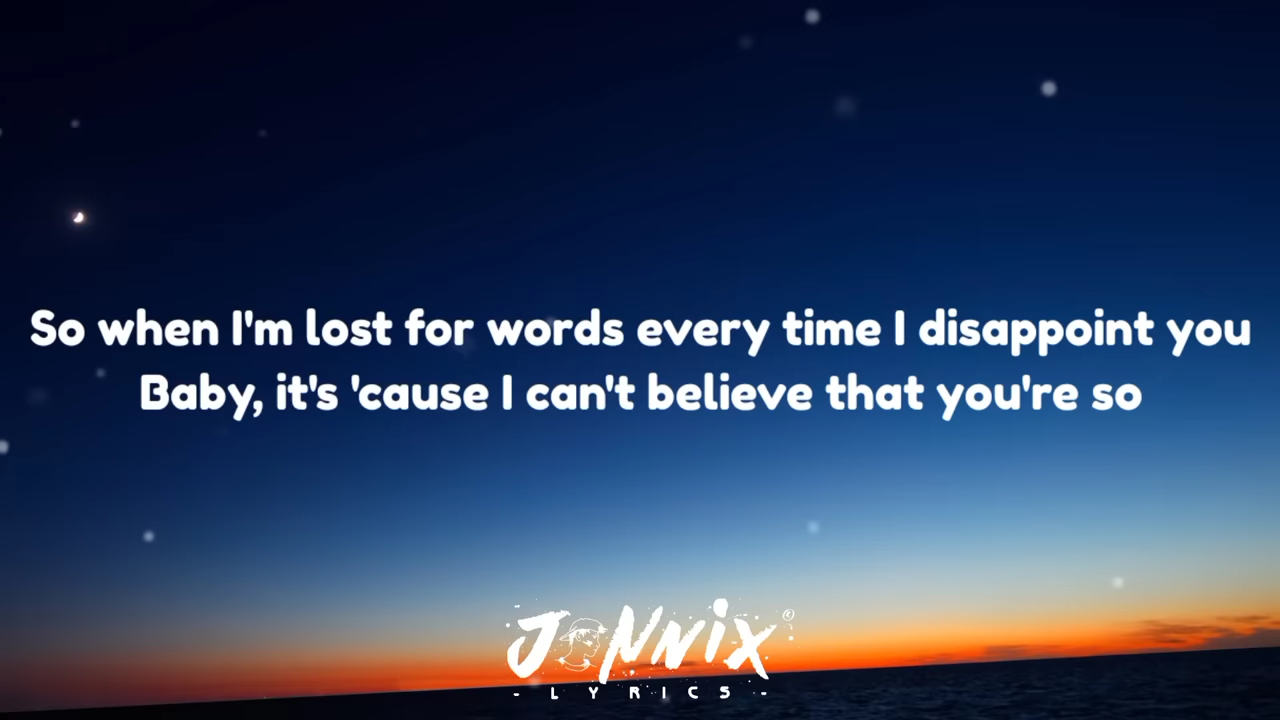 So when I'm lost for words every time I disappoint you
Baby, it's 'cause I can't believe that you're so
JONNIX
- LYRICS -